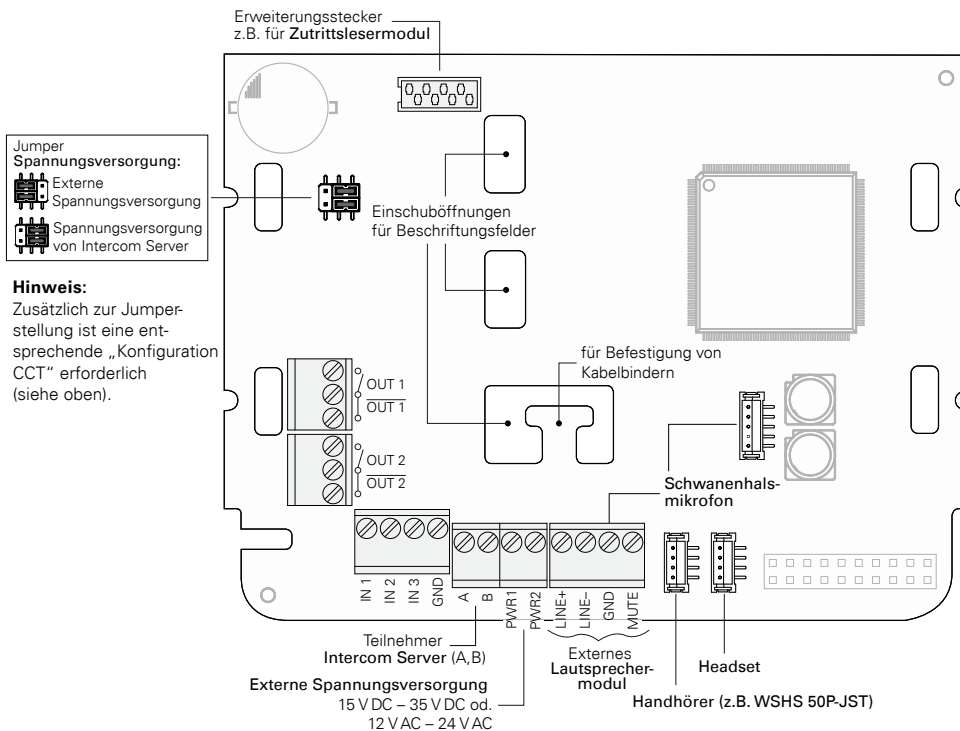 Erweiterungsstecker
z.B. für Zutrittslesermodul
Jumper
Spannungsversorgung:
Externe
Spannungsversorgung
Spannungsversorgung
von Intercom Server
Hinweis:
Zusätzlich zur Jumper-
stellung ist eine ent-
sprechende „Konfiguration
CCT“ erforderlich
(siehe oben).
Einschuböffnungen
für Beschriftungsfelder
für Befestigung von
Kabelbindern
OUT 1
OUT 1
OUT 2
OUT 2
Schwanenhals-
mikrofon
IN 1
IN 2
IN 3
GND
A
B
PWR1
PWR2
LINE+
LINE–
GND
MUTE
Teilnehmer
Intercom Server (A,B)
Externes
Lautsprecher-
modul
Headset
Handhörer (z.B. WSHS 50P-JST)
Externe Spannungsversorgung
15 V DC – 35 V DC od.
12 V AC – 24 V AC